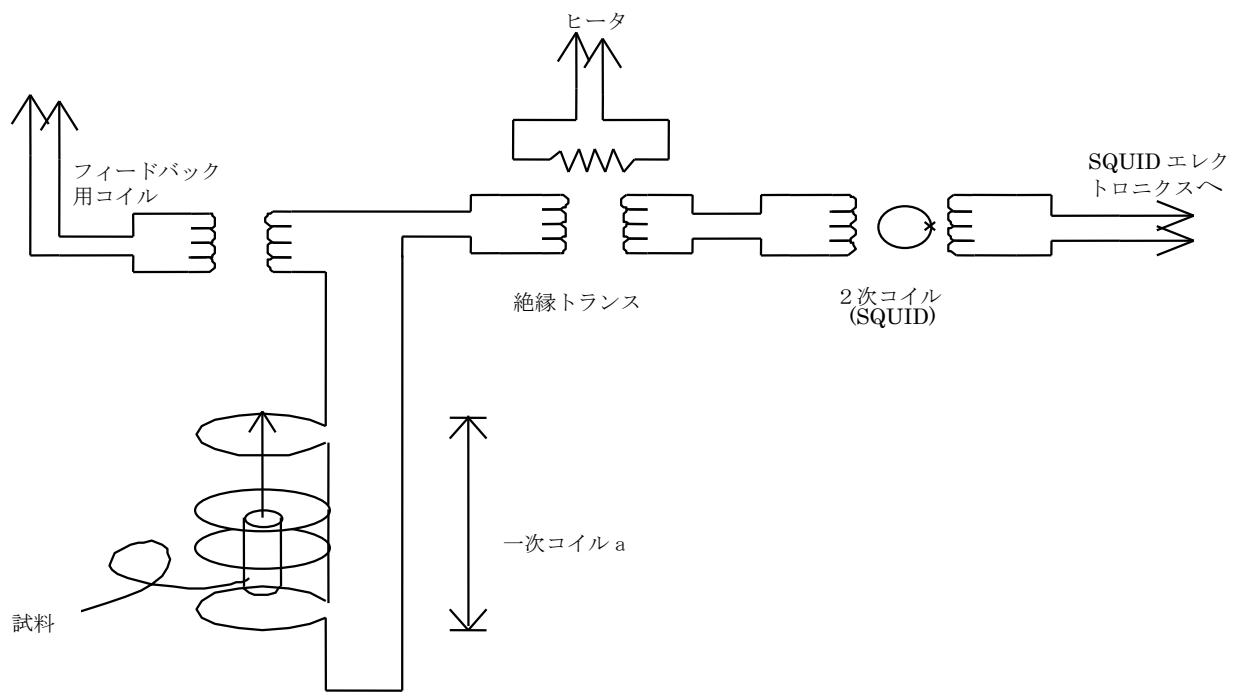 ヒータ
フィードバック
用コイル
SQUID エレク
トロニクスへ
絶縁トランス
２次コイル
(SQUID)
一次コイル a
試料